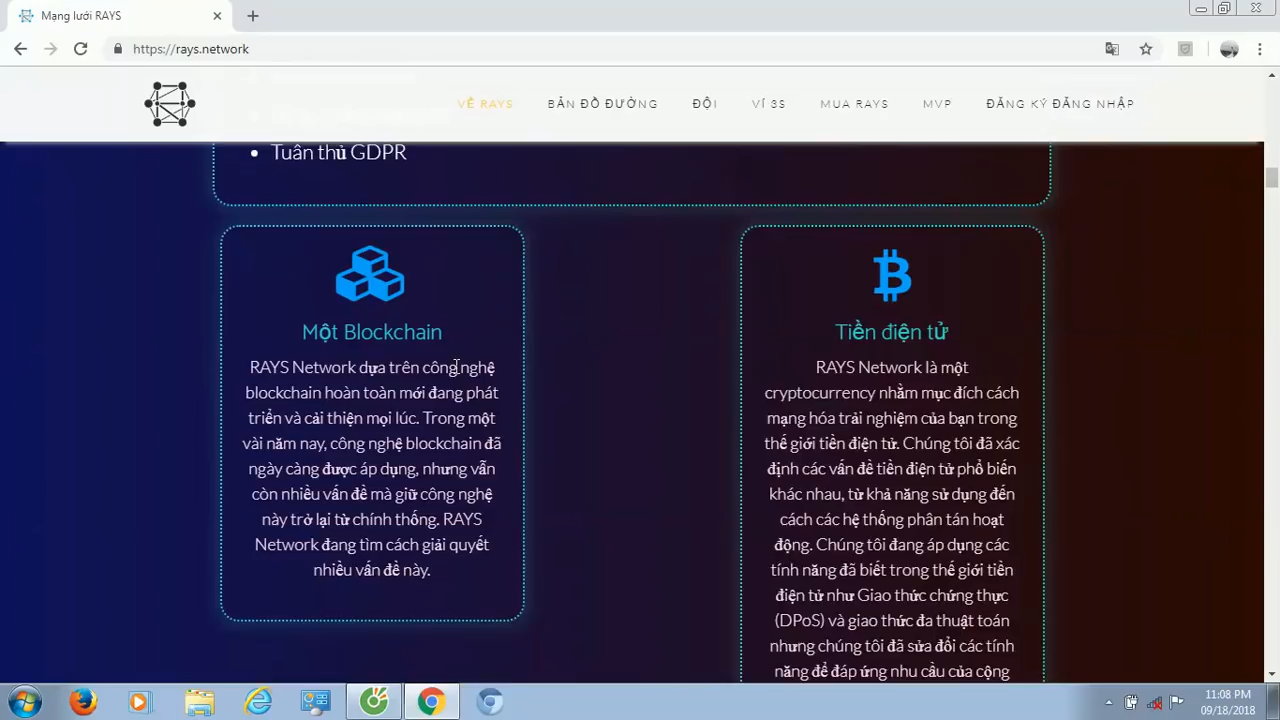 Mạng lưới RAYS
https://rays.network
VỀ RAYS BẢN ĐỒ ĐƯỜNG ĐỘI VÍ 3S MUA RAYS MVP ĐĂNG KÝ ĐĂNG NHẬP
Tuân thủ GDPR
Một Blockchain
RAYS Network dựa trên công nghệ
blockchain hoàn toàn mới đang phát
triển và cải thiện mọi lúc. Trong một
vài năm nay, công nghệ blockchain đã
ngày càng được áp dụng, nhưng vẫn
còn nhiều vấn đề mà giữ công nghệ
này trở lại từ chính thống. RAYS
Network đang tìm cách giải quyết
nhiều vấn đề này.
Tiền điện tử
RAYS Network là một
cryptocurrency nhằm mục đích cách
mạng hóa trải nghiệm của bạn trong
thế giới tiền điện tử. Chúng tôi đã xác
định các vấn đề tiền điện tử phổ biến
khác nhau, từ khả năng sử dụng đến
cách các hệ thống phân tán hoạt
động. Chúng tôi đang áp dụng các
tính năng đã biết trong thế giới tiền
điện tử như Giao thức chứng thực
(DPoS) và giao thức đa thuật toán
nhưng chúng tôi đã sửa đổi các tính
năng để đáp ứng nhu cầu của cộng
11:08 PM
09/18/2018